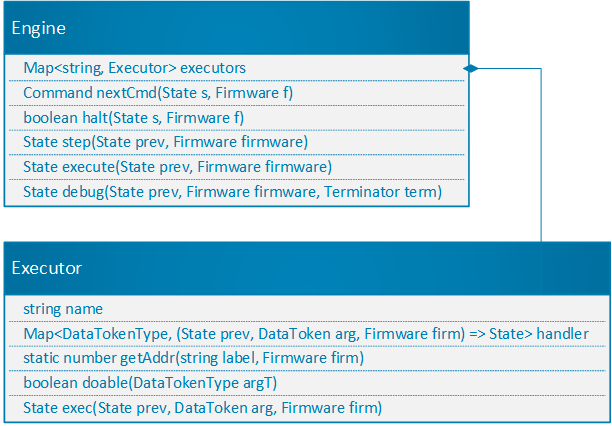 Engine
Map<string, Executor> executors
Command nextCmd(State s, Firmware f)
boolean halt(State s, Firmware f)
State step(State prev, Firmware firmware)
State execute(State prev, Firmware firmware)
State debug(State prev, Firmware firmware, Terminator term)
Executor
string name
Map<DataTokenType, (State prev, DataToken arg, Firmware firm) => State> handler
static number getAddr(string label, Firmware firm)
boolean doable(DataTokenType argT)
State exec(State prev, DataToken arg, Firmware firm)